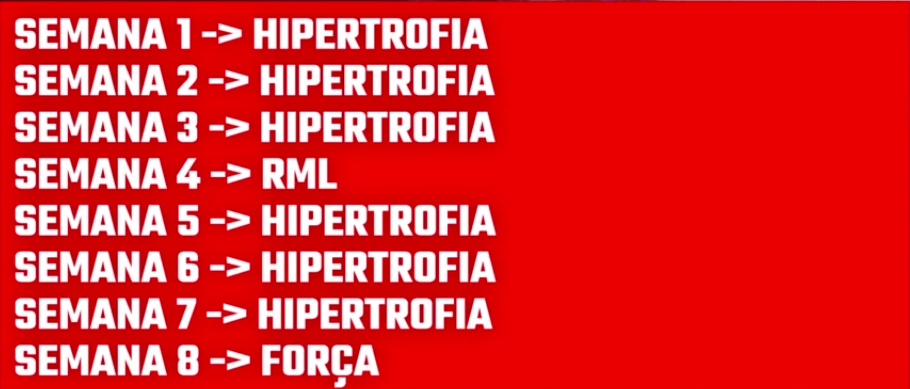 SEMANA 1 -> HIPERTROFIA
SEMANA 2 -> HIPERTROFIA
SEMANA 3 -> HIPERTROFIA
SEMANA 4 -> RML
SEMANA 5 -> HIPERTROFIA
SEMANA 6 -> HIPERTROFIA
SEMANA 7 -> HIPERTROFIA
SEMANA 8 -> FORÇA